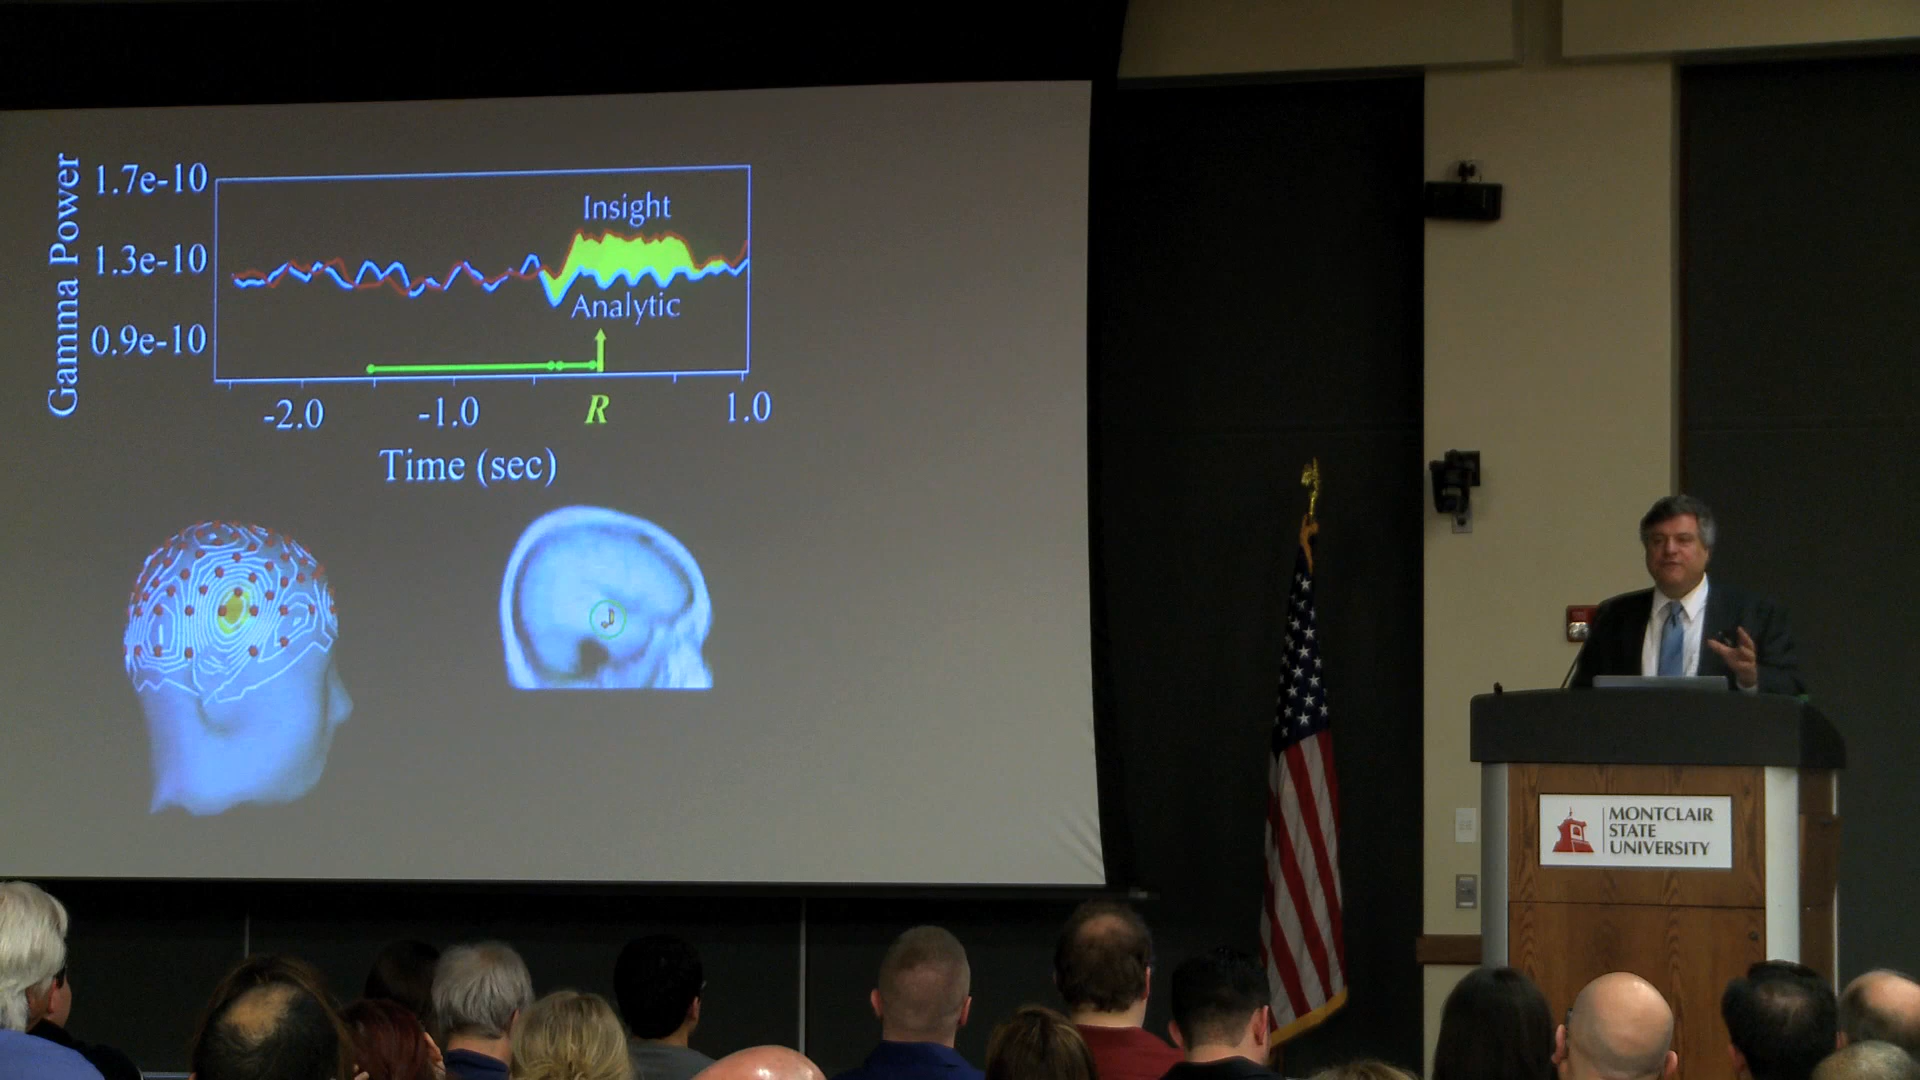 Gamma Power
1.7e-10
1.3e-10
0.9e-10
Insight
Analytic
-2.0
-1.0
R
1.0
Time (sec)
MONTCLAIR
STATE
UNIVERSITY